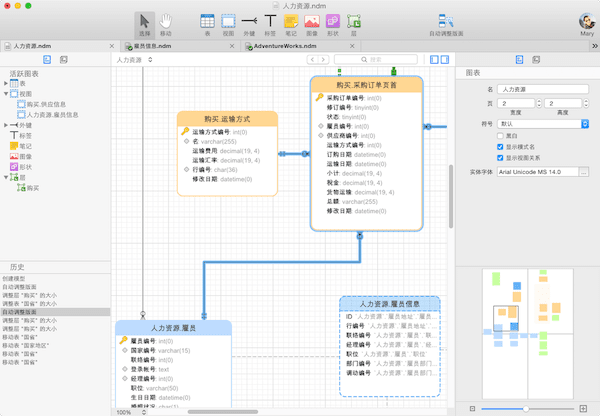 人力资源.ndm
选择
移动
表
视图
外键
标签
笔记
图像
形状
层
自动调整版面
Mary
人力资源.ndm
雇员信息.ndm
AdventureWorks.ndm
活跃图表
表
视图
购买.供应信息
人力资源.雇员信息
外键
标签
笔记
图像
形状
层
购买
历史
创建模型
自动调整版面
调整层 "购买" 的大小
调整表 "国省" 的大小
自动调整版面
调整层 "购买" 的大小
调整层 "购买" 的大小
移动表 "国省"
移动表 "国家地区"
移动表 "国省"
移动表 "国省"
人力资源
搜索
购买.运输方式
运输方式编号: int(0)
名: varchar(255)
运输费用: decimal(19, 4)
运输汇率: decimal(19, 4)
行编号: char(36)
修改日期: datetime(0)
购买.采购订单页首
采购订单编号: int(0)
修订编号: tinyint(0)
状态: tinyint(0)
雇员编号: int(0)
供应商编号: int(0)
运输方式编号: int(0)
订购日期: datetime(0)
运输日期: datetime(0)
小计: decimal(19, 4)
税金: decimal(19, 4)
货物运输: decimal(19, 4)
总额: varchar(255)
修改日期: datetime(0)
人力资源.雇员
雇员编号: int(0)
国家编号: varchar(15)
联络编号: int(0)
登录帐号: text
经理编号: int(0)
职位: varchar(50)
生日日期: datetime(0)
婚姻状况: char(1)
人力资源.雇员信息
ID `人力资源`.`雇员地址`.`雇员...
行编号 `人力资源`.`雇员地址`.`...
联络编号 `人力资源`.`雇员`.`联...
经理编号 `人力资源`.`雇员`.`经...
职位 `人力资源`.`雇员`.`职位`
部门编号 `人力资源`.`雇员部门...
调动编号 `人力资源`.`雇员部门...
100%
图表
名 人力资源
页 2 2
宽度 高度
符号 默认
黑白
显示模式名
显示视图关系
实体字体 Arial Unicode MS 14.0